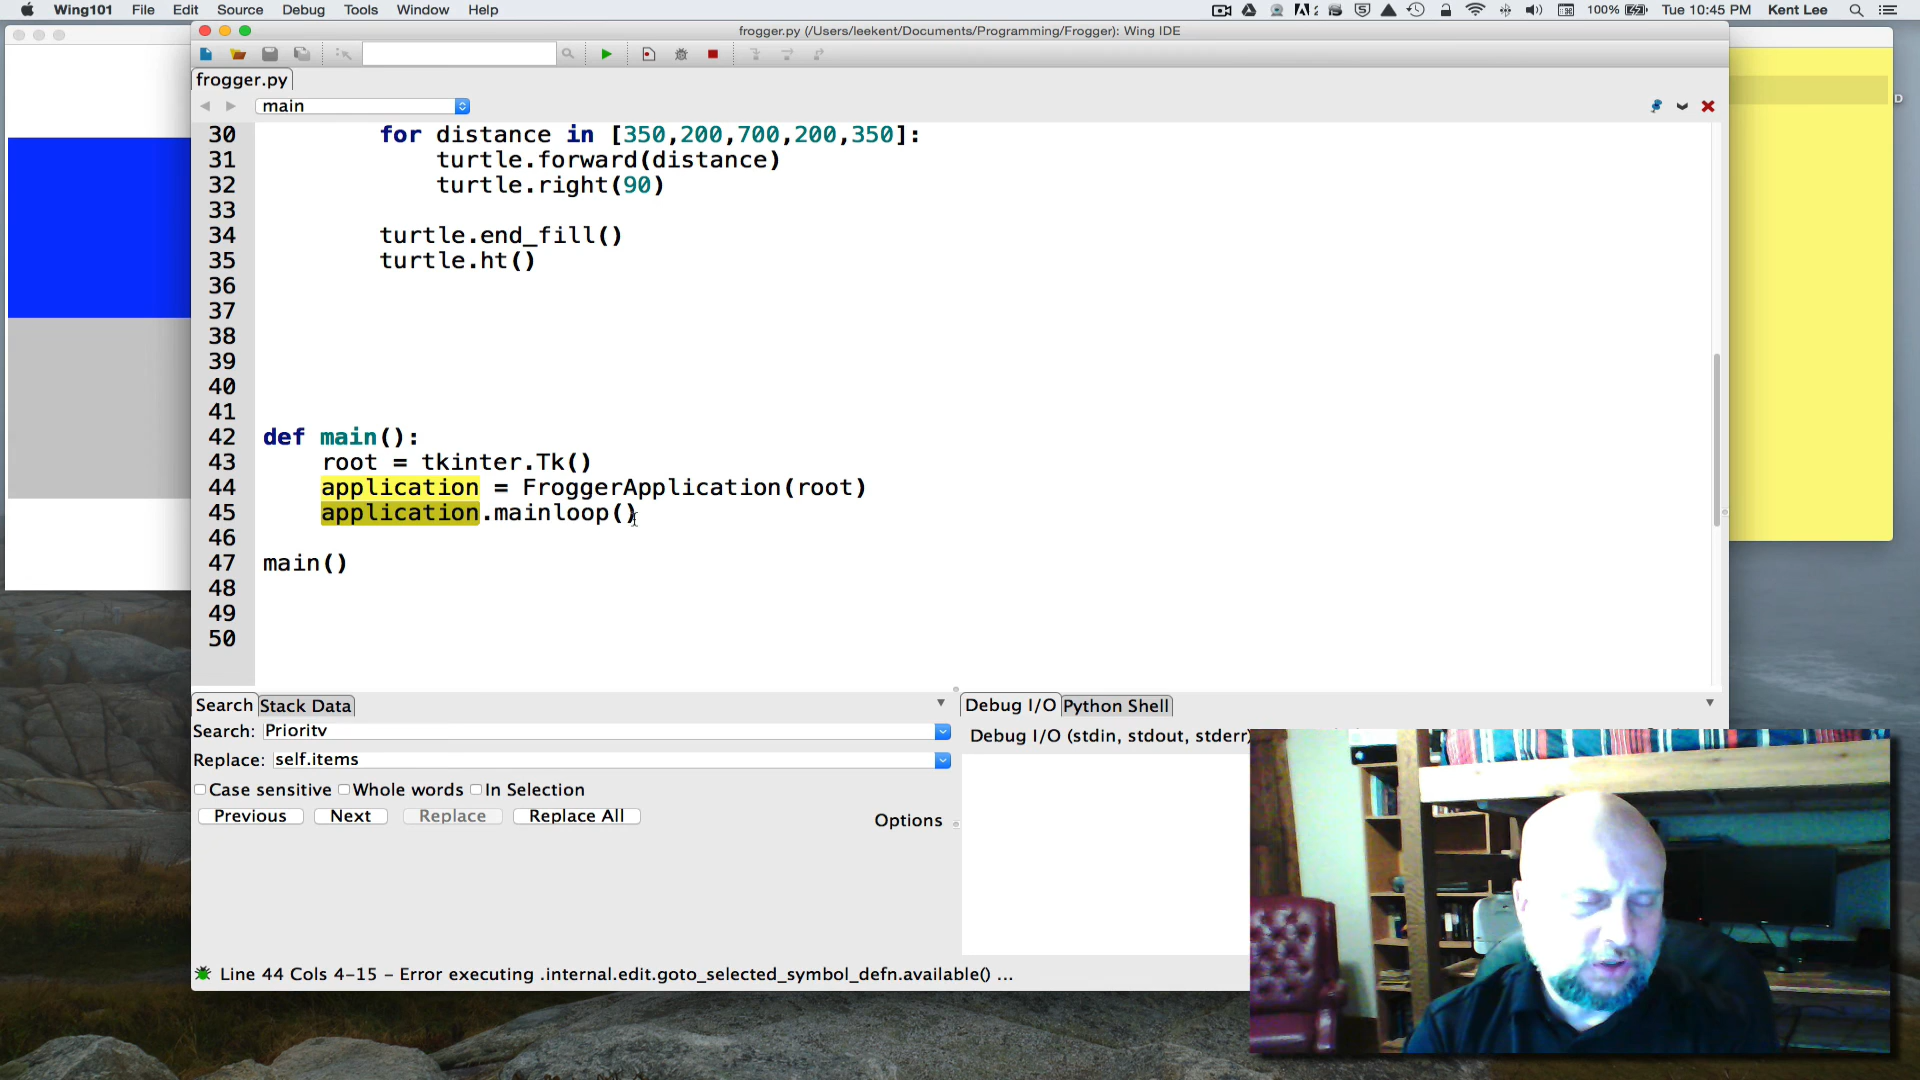 Wing101 File Edit Source Debug Tools Window Help 100% Tue 10:45 PM Kent Lee
frogger.py (/Users/leekent/Documents/Programming/Frogger): Wing IDE
frogger.py
main
30 for distance in [350,200,700,200,350]:
31 turtle.forward(distance)
32 turtle.right(90)
33
34 turtle.end_fill()
35 turtle.ht()
36
37
38
39
40
41
42 def main():
43 root = tkinter.Tk()
44 application = FroggerApplication(root)
45 application.mainloop()
46
47 main()
48
49
50
Search Stack Data
Debug I/O Python Shell
Search: Priority
Debug I/O (stdin, stdout, stderr)
Replace: self.items
Case sensitive Whole words In Selection
Previous Next Replace Replace All Options
Line 44 Cols 4-15 – Error executing .internal.edit.goto_selected_symbol_defn.available() ...